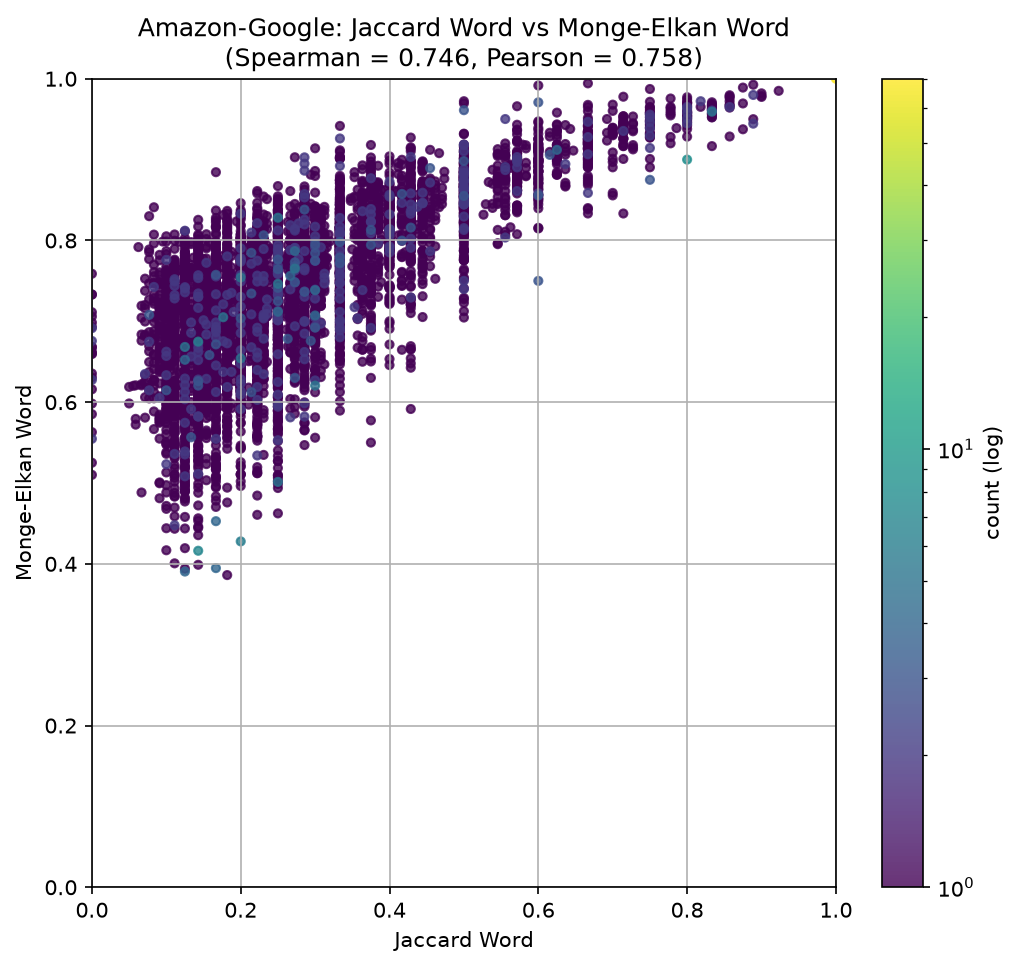 Amazon-Google: Jaccard Word vs Monge-Elkan Word
(Spearman = 0.746, Pearson = 0.758)
Monge-Elkan Word
1.0
0.8
0.6
0.4
0.2
0.0
0.0 0.2 0.4 0.6 0.8 1.0
Jaccard Word
10¹
10⁰
count (log)